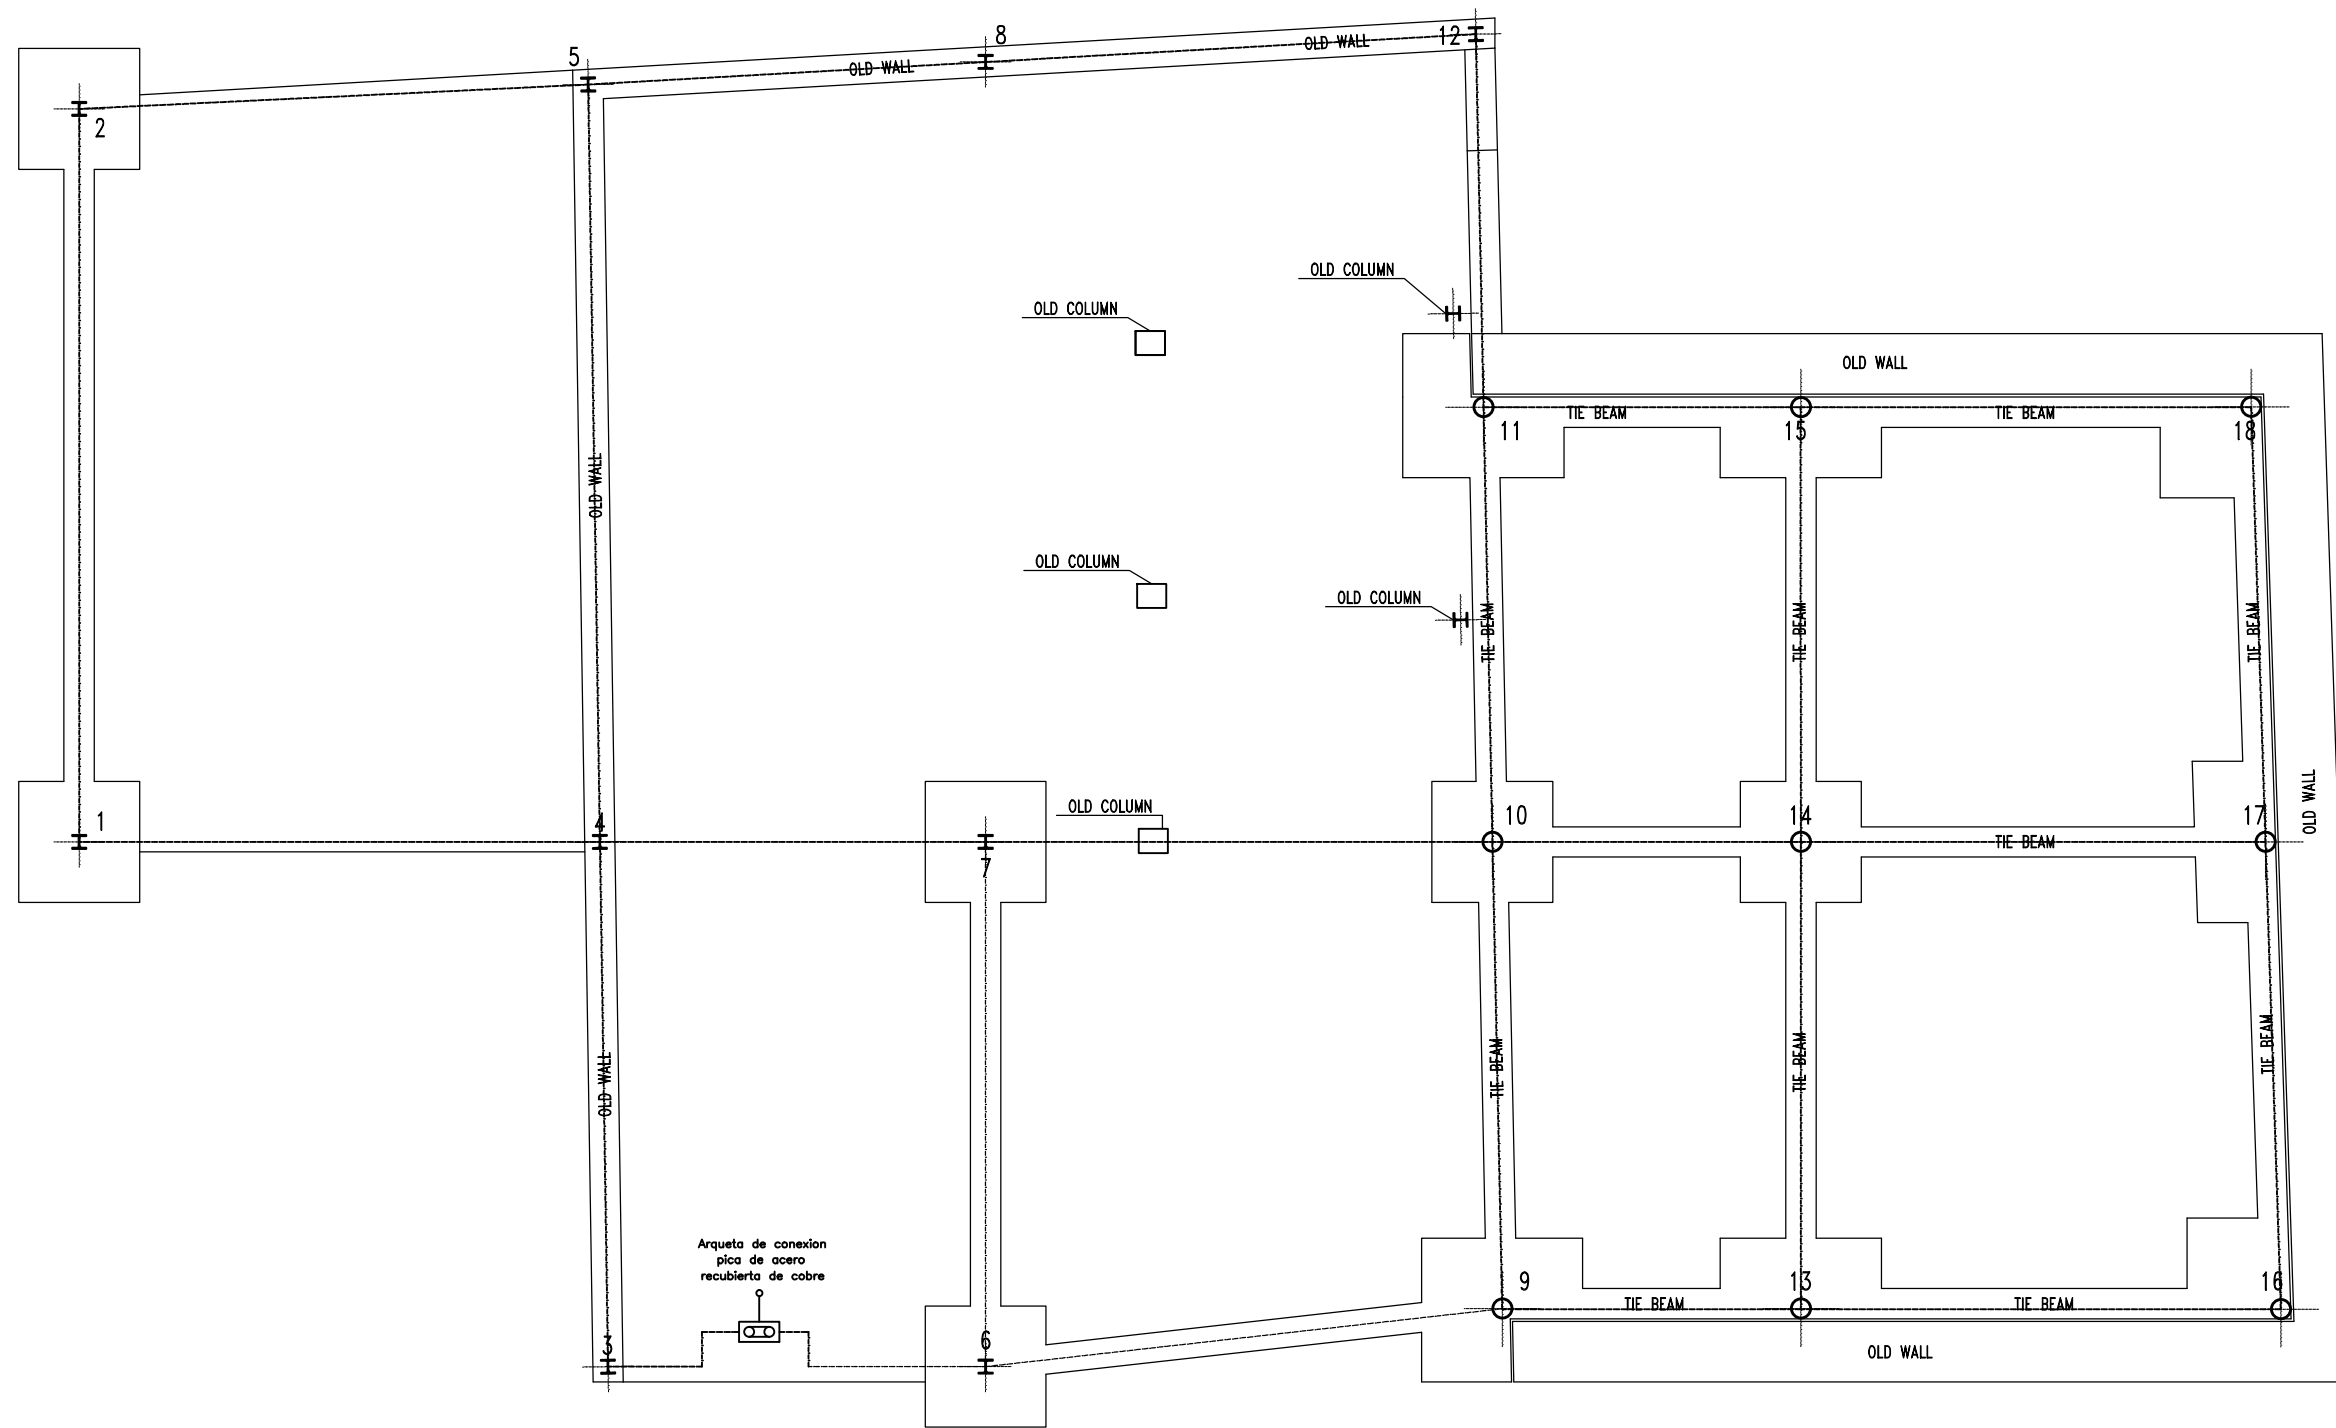 12
8
5
OLD WALL
OLD WALL
2
OLD COLUMN
OLD COLUMN
OLD WALL
TIE BEAM
TIE BEAM
11
15
18
OLD WALL
OLD COLUMN
OLD COLUMN
TIE BEAM
TIE BEAM
TIE BEAM
OLD WALL
OLD COLUMN
1
4
7
10
14
17
TIE BEAM
OLD WALL
TIE BEAM
TIE BEAM
TIE BEAM
Arqueta de conexion
pica de acero
recubierta de cobre
3
6
9
13
16
TIE BEAM
TIE BEAM
OLD WALL